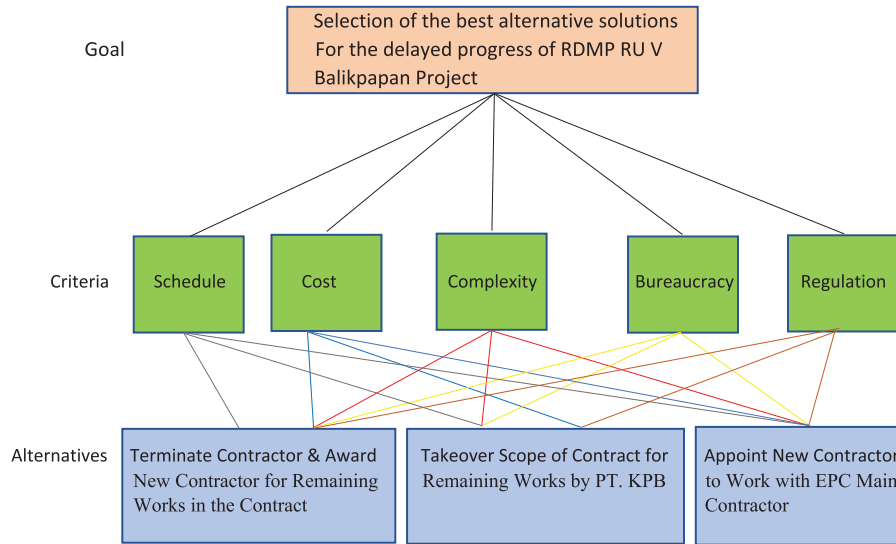 Goal
Selection of the best alternative solutions
For the delayed progress of RDMP RU V
Balikpapan Project
Criteria
Schedule
Cost
Complexity
Bureaucracy
Regulation
Alternatives
Terminate Contractor & Award
New Contractor for Remaining
Works in the Contract
Takeover Scope of Contract for
Remaining Works by PT. KPB
Appoint New Contractor
to Work with EPC Main
Contractor